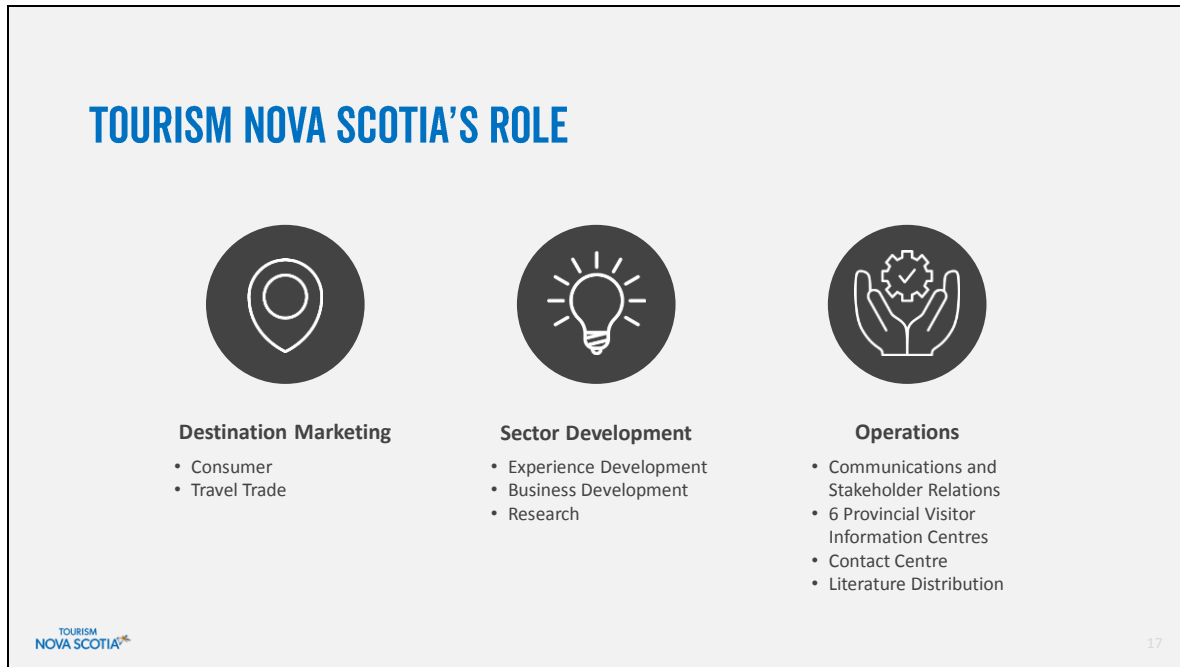 TOURISM NOVA SCOTIA’S ROLE
Destination Marketing
• Consumer
• Travel Trade
Sector Development
• Experience Development
• Business Development
• Research
Operations
• Communications and
Stakeholder Relations
• 6 Provincial Visitor
Information Centres
• Contact Centre
• Literature Distribution
TOURISM
NOVA SCOTIA
17